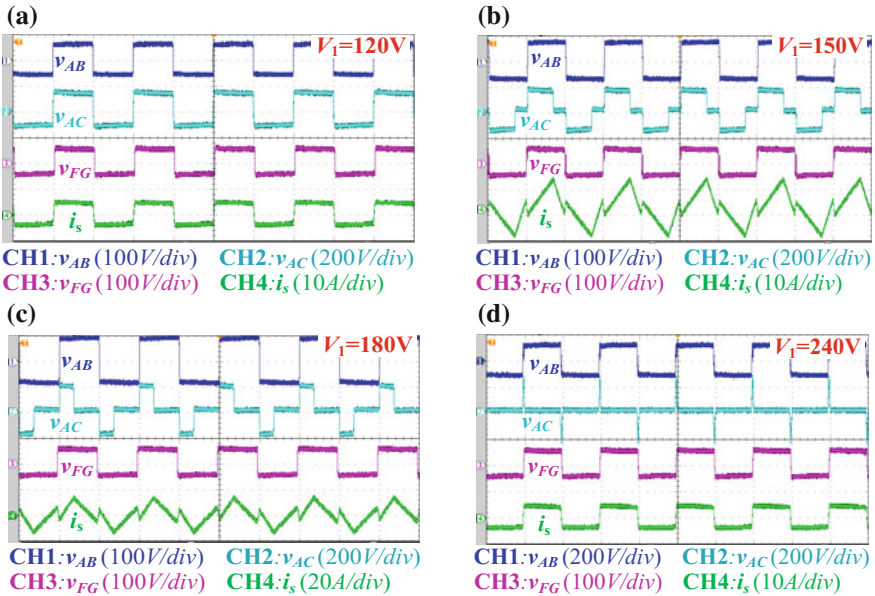 (a)
V1=120V
vAB
vAC
vFG
is
CH1:vAB(100V/div) CH2:vAC(200V/div)
CH3:vFG(100V/div) CH4:is(10A/div)
(b)
V1=150V
vAB
vAC
vFG
is
CH1:vAB(100V/div) CH2:vAC(200V/div)
CH3:vFG(100V/div) CH4:is(10A/div)
(c)
V1=180V
vAB
vAC
vFG
is
CH1:vAB(100V/div) CH2:vAC(200V/div)
CH3:vFG(100V/div) CH4:is(20A/div)
(d)
V1=240V
vAB
vAC
vFG
is
CH1:vAB(200V/div) CH2:vAC(200V/div)
CH3:vFG(100V/div) CH4:is(10A/div)